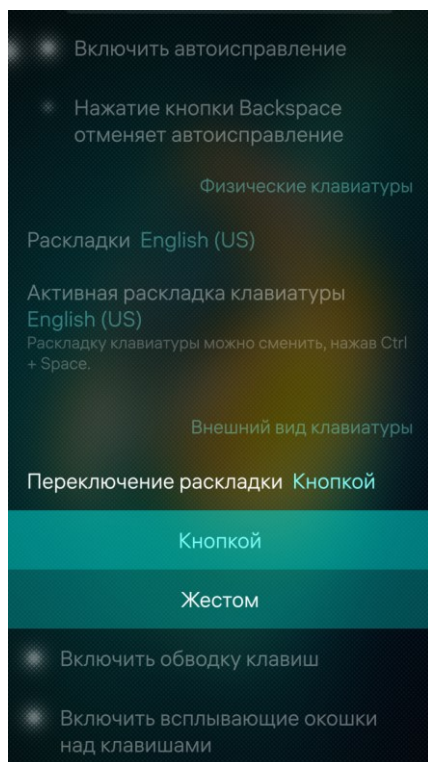 Включить автоисправление
Нажатие кнопки Backspace
отменяет автоисправление
Физические клавиатуры
Раскладки English (US)
Активная раскладка клавиатуры
English (US)
Раскладку клавиатуры можно сменить, нажав Ctrl
+ Space.
Внешний вид клавиатуры
Переключение раскладки Кнопкой
Кнопкой
Жестом
Включить обводку клавиш
Включить всплывающие окошки
над клавишами